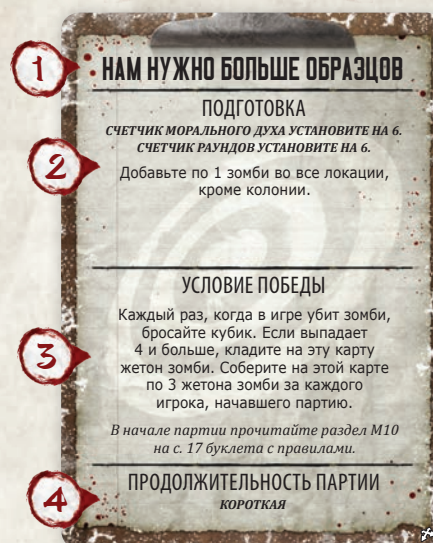 1
НАМ НУЖНО БОЛЬШЕ ОБРАЗЦОВ
ПОДГОТОВКА
СЧЕТЧИК МОРАЛЬНОГО ДУХА УСТАНОВИТЕ НА 6.
СЧЕТЧИК РАУНДОВ УСТАНОВИТЕ НА 6.
2
Добавьте по 1 зомби во все локации,
кроме колонии.
УСЛОВИЕ ПОБЕДЫ
Каждый раз, когда в игре убит зомби,
бросайте кубик. Если выпадает
3
4 и больше, кладите на эту карту
жетон зомби. Соберите на этой карте
по 3 жетона зомби за каждого
игрока, начавшего партию.
В начале партии прочитайте раздел М10
на с. 17 буклета с правилами.
4
ПРОДОЛЖИТЕЛЬНОСТЬ ПАРТИИ
КОРОТКАЯ